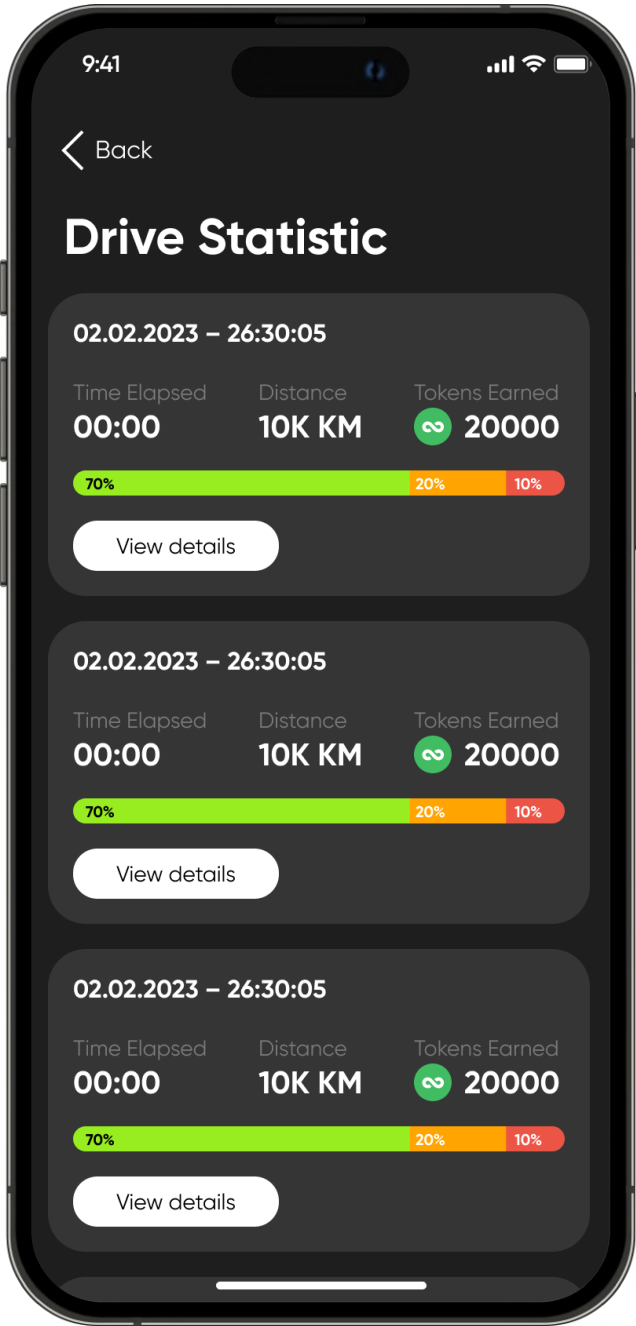 9:41
Back
Drive Statistic
02.02.2023 – 26:30:05
Time Elapsed Distance Tokens Earned
00:00 10K KM 20000
70% 20% 10%
View details
02.02.2023 – 26:30:05
Time Elapsed Distance Tokens Earned
00:00 10K KM 20000
70% 20% 10%
View details
02.02.2023 – 26:30:05
Time Elapsed Distance Tokens Earned
00:00 10K KM 20000
70% 20% 10%
View details